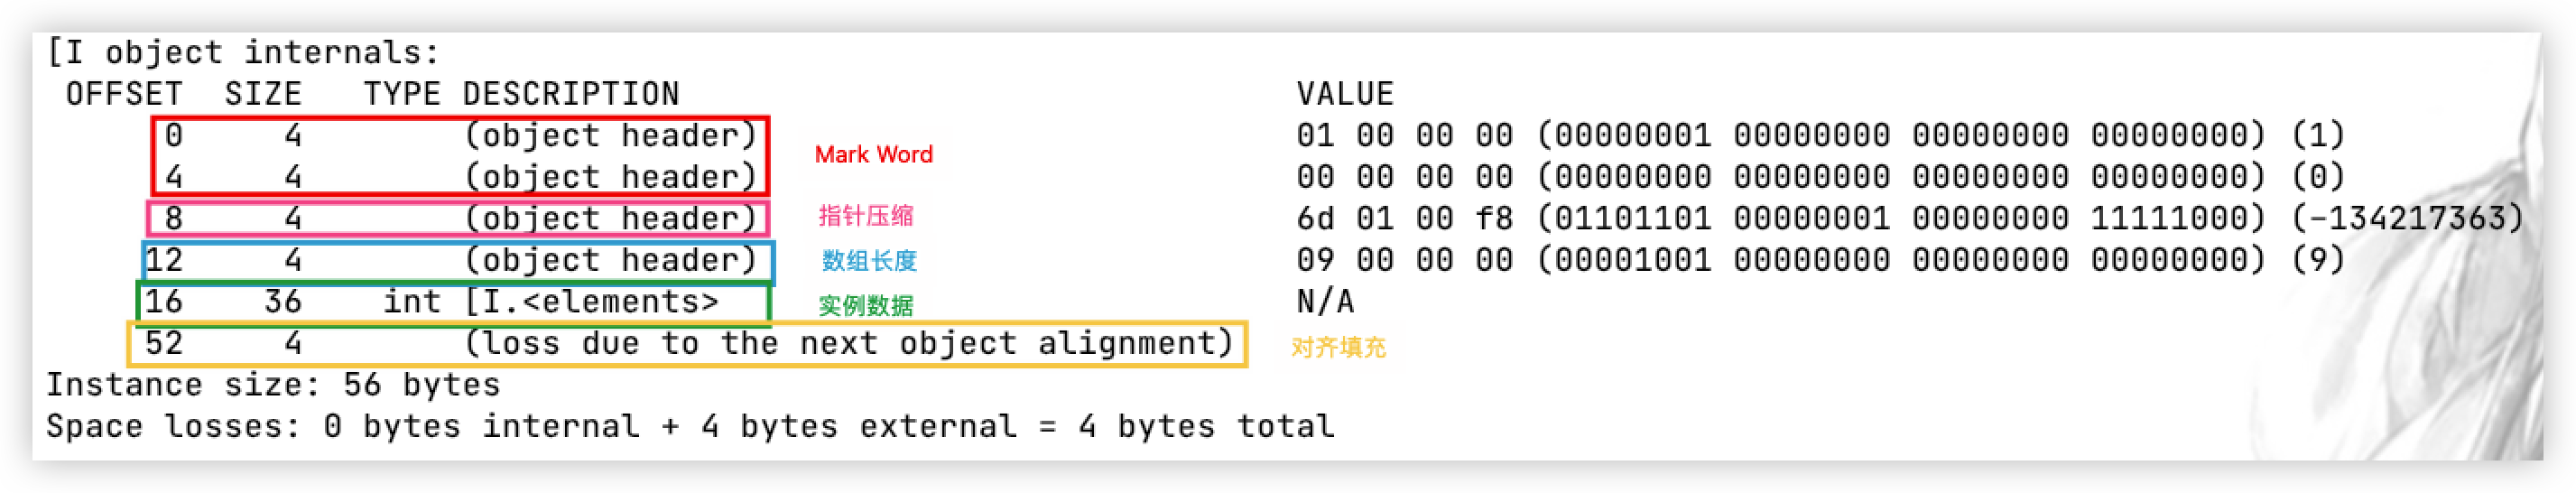 [I object internals:
OFFSET SIZE TYPE DESCRIPTION VALUE
0 4 (object header) 01 00 00 00 (00000001 00000000 00000000 00000000) (1)
Mark Word
4 4 (object header) 00 00 00 00 (00000000 00000000 00000000 00000000) (0)
8 4 (object header) 指针压缩 6d 01 00 f8 (01101101 00000001 00000000 11111000) (-134217363)
12 4 (object header) 数组长度 09 00 00 00 (00001001 00000000 00000000 00000000) (9)
16 36 int [I.<elements> 实例数据 N/A
52 4 (loss due to the next object alignment) 对齐填充
Instance size: 56 bytes
Space losses: 0 bytes internal + 4 bytes external = 4 bytes total